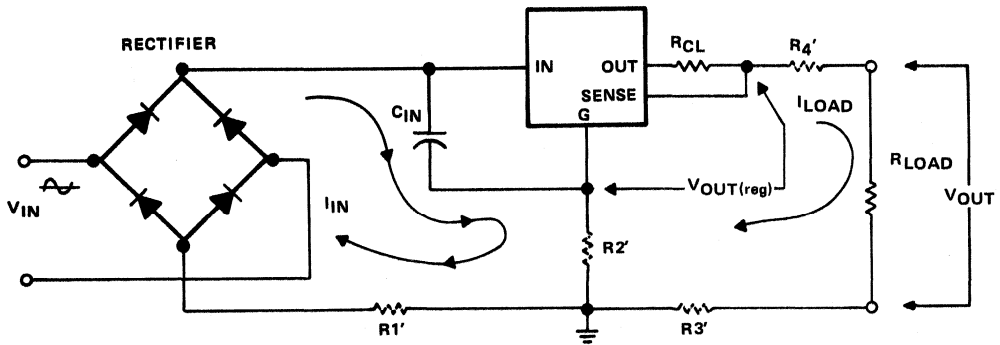 RECTIFIER
IN
OUT
SENSE
G
RCL
R4'
CIN
ILOAD
RLOAD
VIN
IIN
VOUT(reg)
VOUT
R2'
R1'
R3'